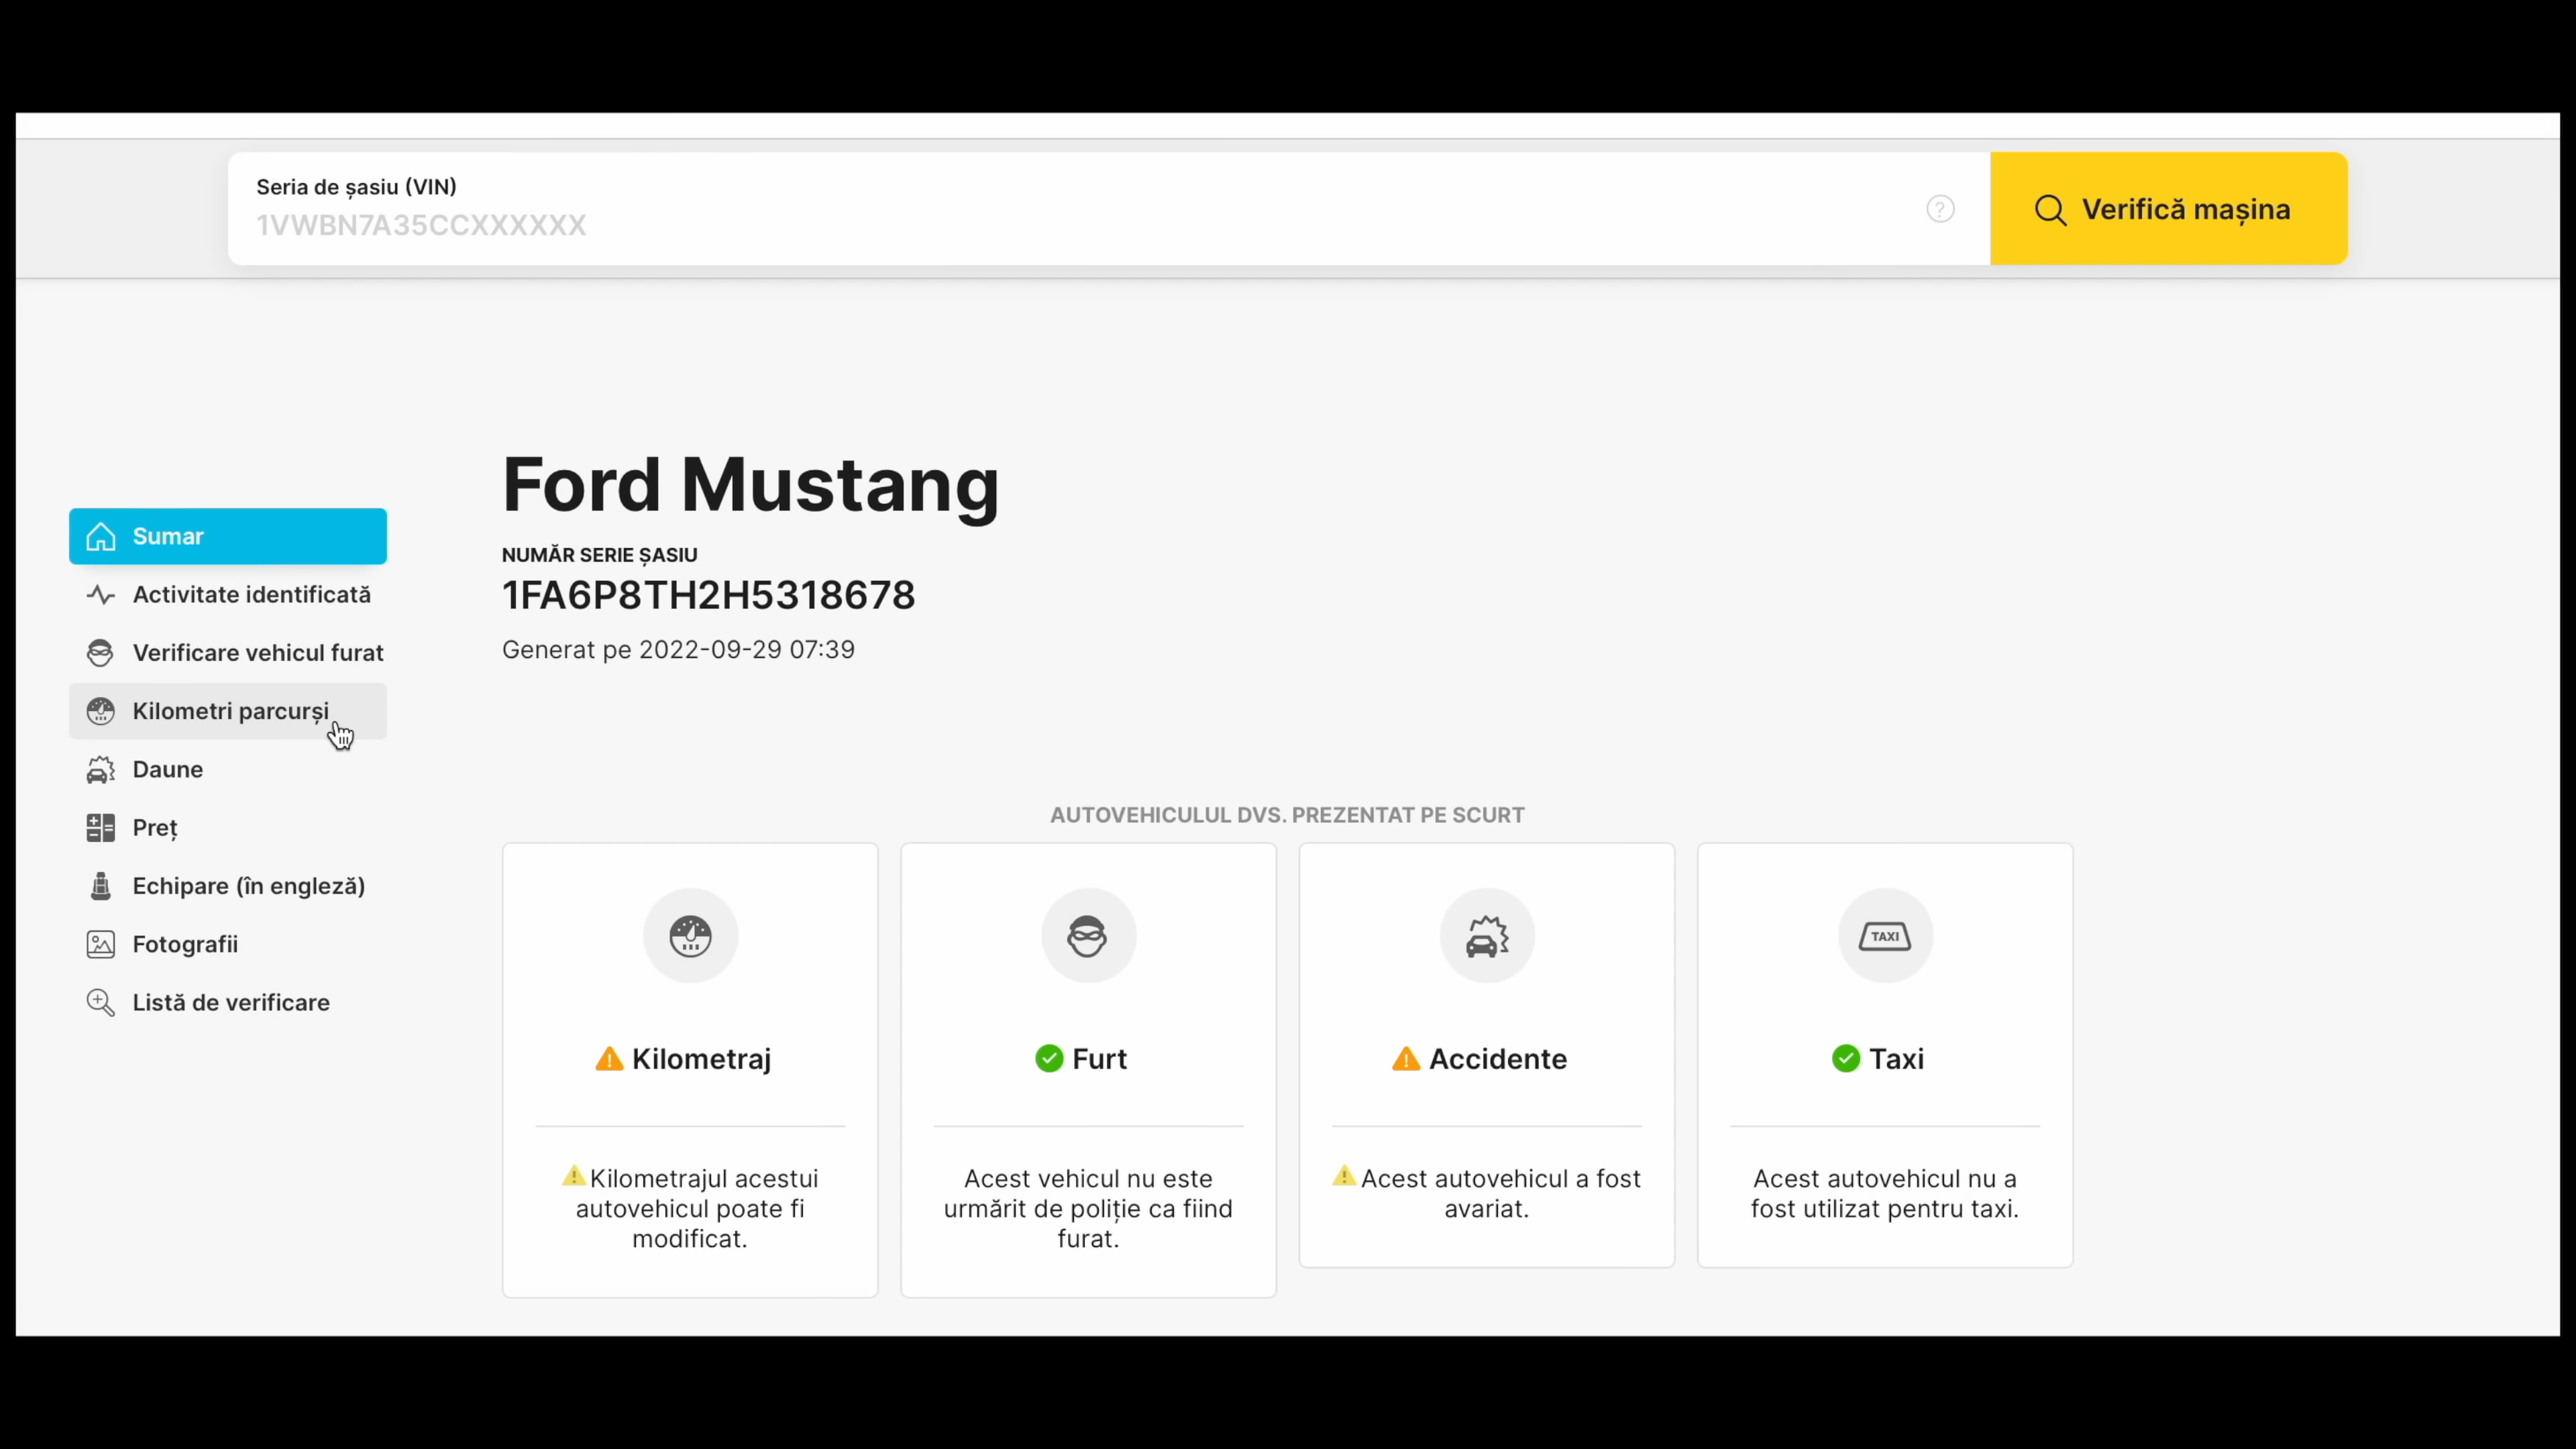 Seria de șasiu (VIN)
1VWBN7A35CCXXXXXX
?
Verifică mașina
Ford Mustang
NUMĂR SERIE ȘASIU
1FA6P8TH2H5318678
Generat pe 2022-09-29 07:39
Sumar
Activitate identificată
Verificare vehicul furat
Kilometri parcurși
Daune
Preț
Echipare (în engleză)
Fotografii
Listă de verificare
AUTOVEHICULUL DVS. PREZENTAT PE SCURT
Kilometraj
Kilometrajul acestui
autovehicul poate fi
modificat.
Furt
Acest vehicul nu este
urmărit de poliție ca fiind
furat.
Accidente
Acest autovehicul a fost
avariat.
TAXI
Taxi
Acest autovehicul nu a
fost utilizat pentru taxi.